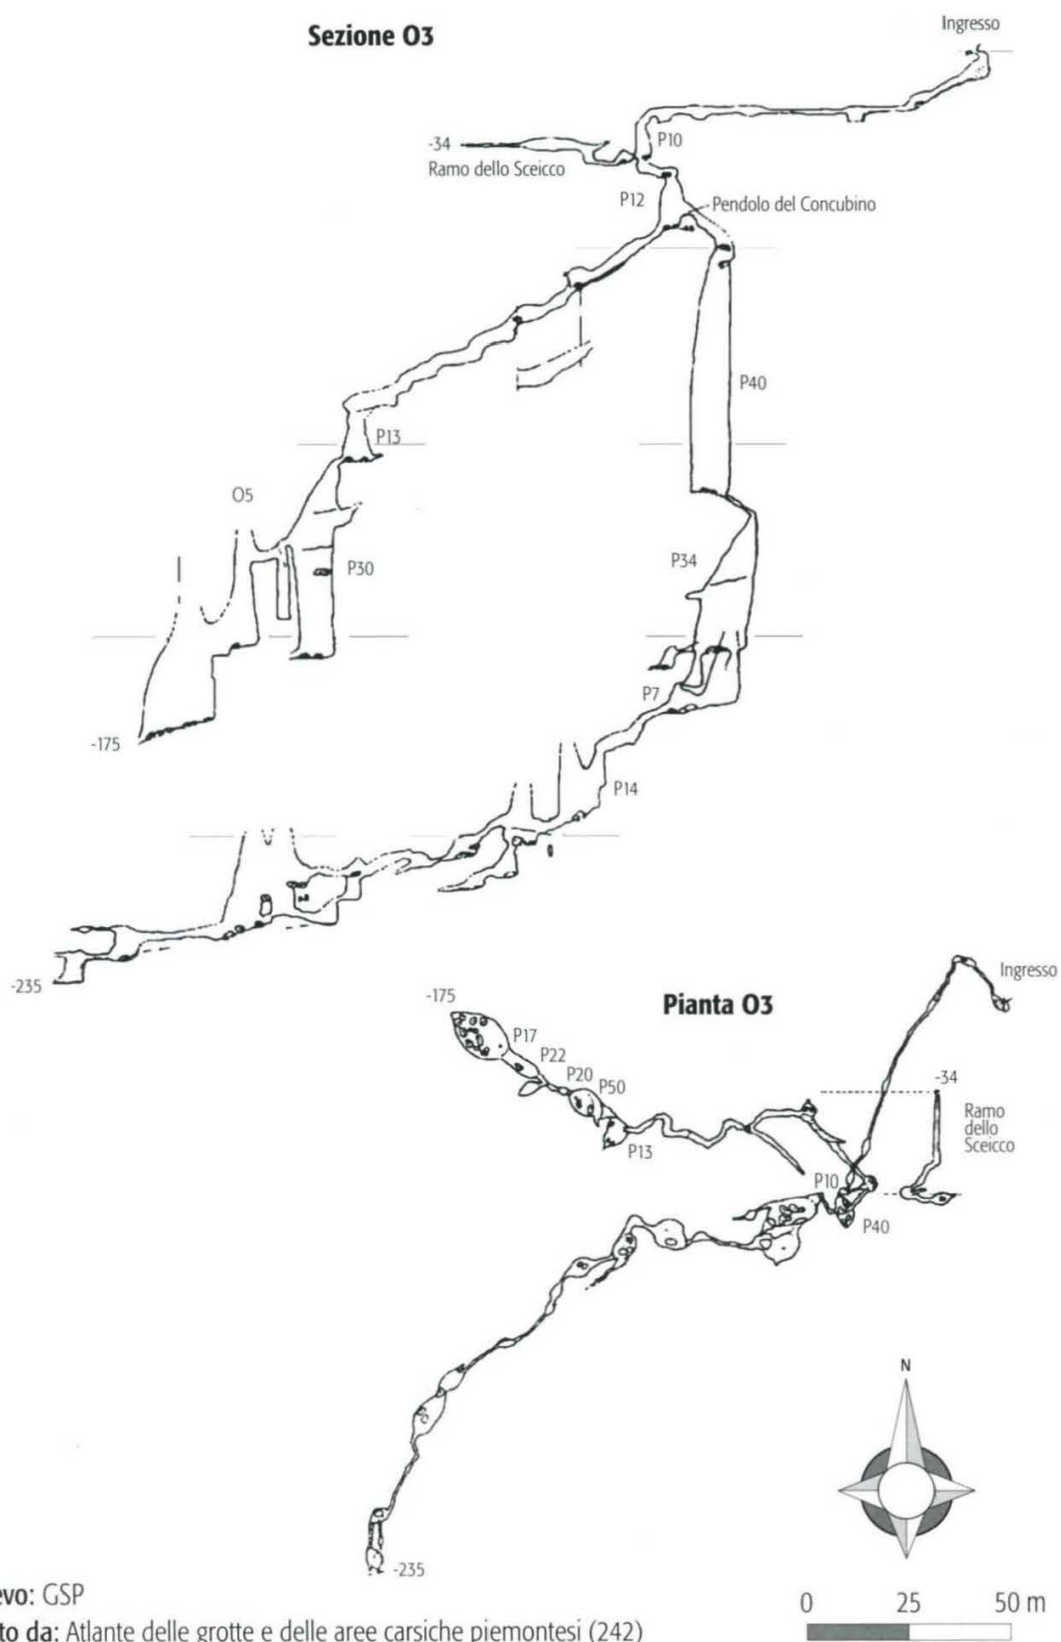 Sezione O3
Ingresso
P10
-34
Ramo dello Sceicco
P12
Pendolo del Concubino
P40
P13
O5
P34
P30
P7
-175
P14
-235
Pianta O3
Ingresso
-175
P17
P22
P20
P50
-34
Ramo
dello
Sceicco
P13
P10
P40
N
-235
evo: GSP
to da: Atlante delle grotte e delle aree carsiche piemontesi (242)
0 25 50 m